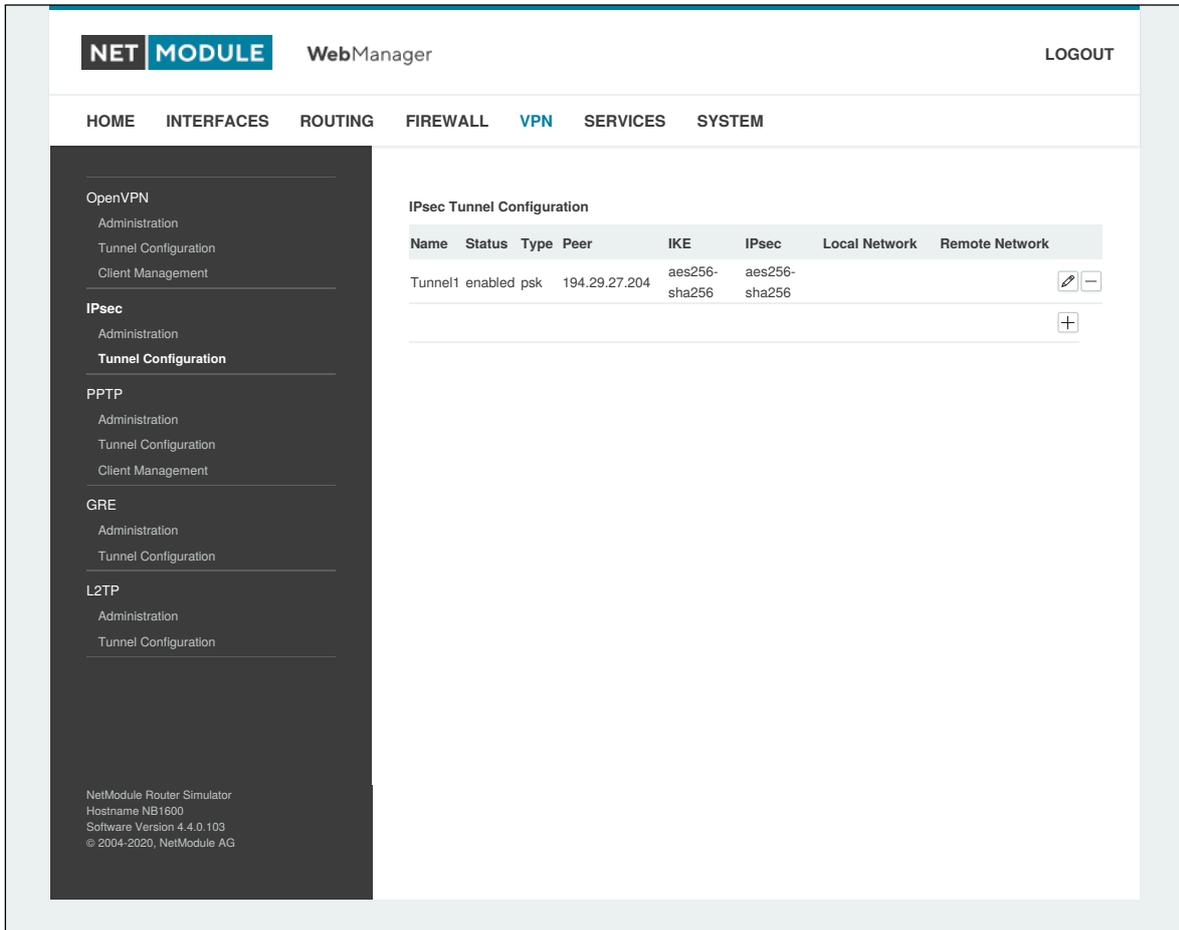 NET MODULE WebManager LOGOUT
HOME INTERFACES ROUTING FIREWALL VPN SERVICES SYSTEM
OpenVPN
Administration
Tunnel Configuration
Client Management
IPsec
Administration
Tunnel Configuration
PPTP
Administration
Tunnel Configuration
Client Management
GRE
Administration
Tunnel Configuration
L2TP
Administration
Tunnel Configuration
NetModule Router Simulator
Hostname NB1600
Software Version 4.4.0.103
© 2004-2020, NetModule AG
IPsec Tunnel Configuration
Name Status Type Peer IKE IPsec Local Network Remote Network
Tunnel1 enabled psk 194.29.27.204 aes256- aes256-
sha256 sha256